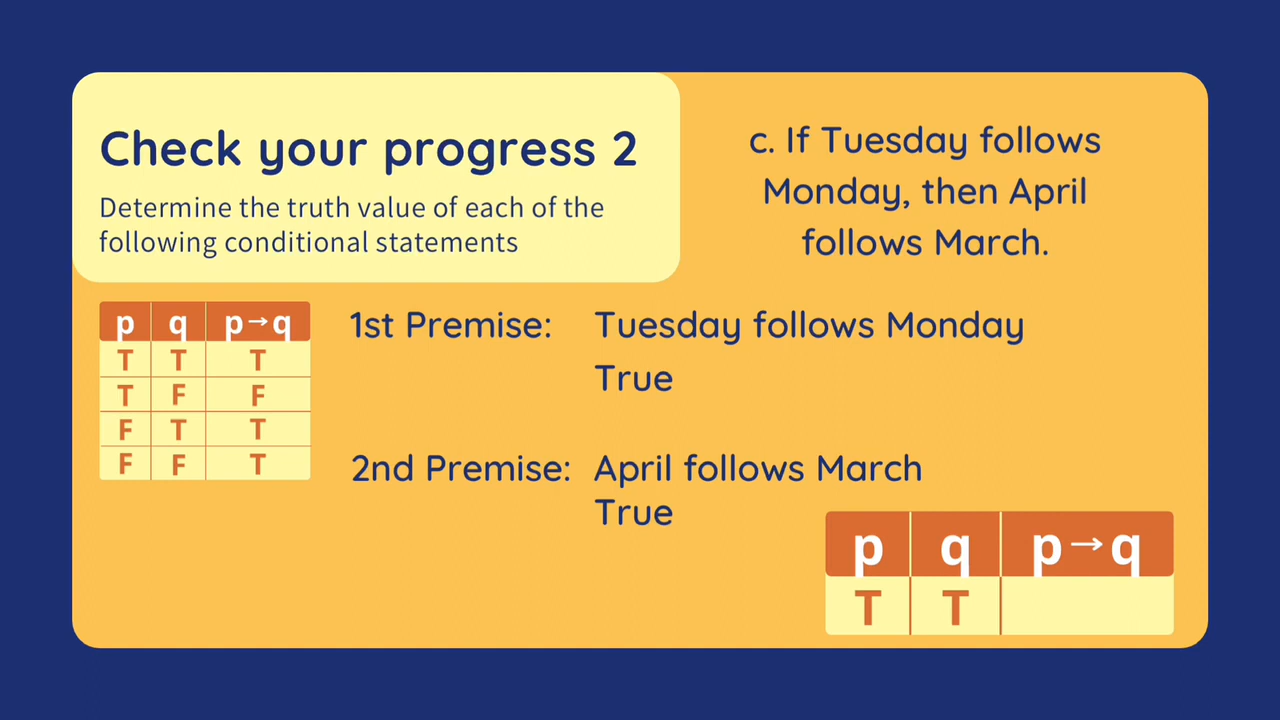 Check your progress 2
Determine the truth value of each of the
following conditional statements
c. If Tuesday follows
Monday, then April
follows March.
p q p→q
T T T
T F F
F T T
F F T
1st Premise: Tuesday follows Monday
True
2nd Premise: April follows March
True
p q p→q
T T